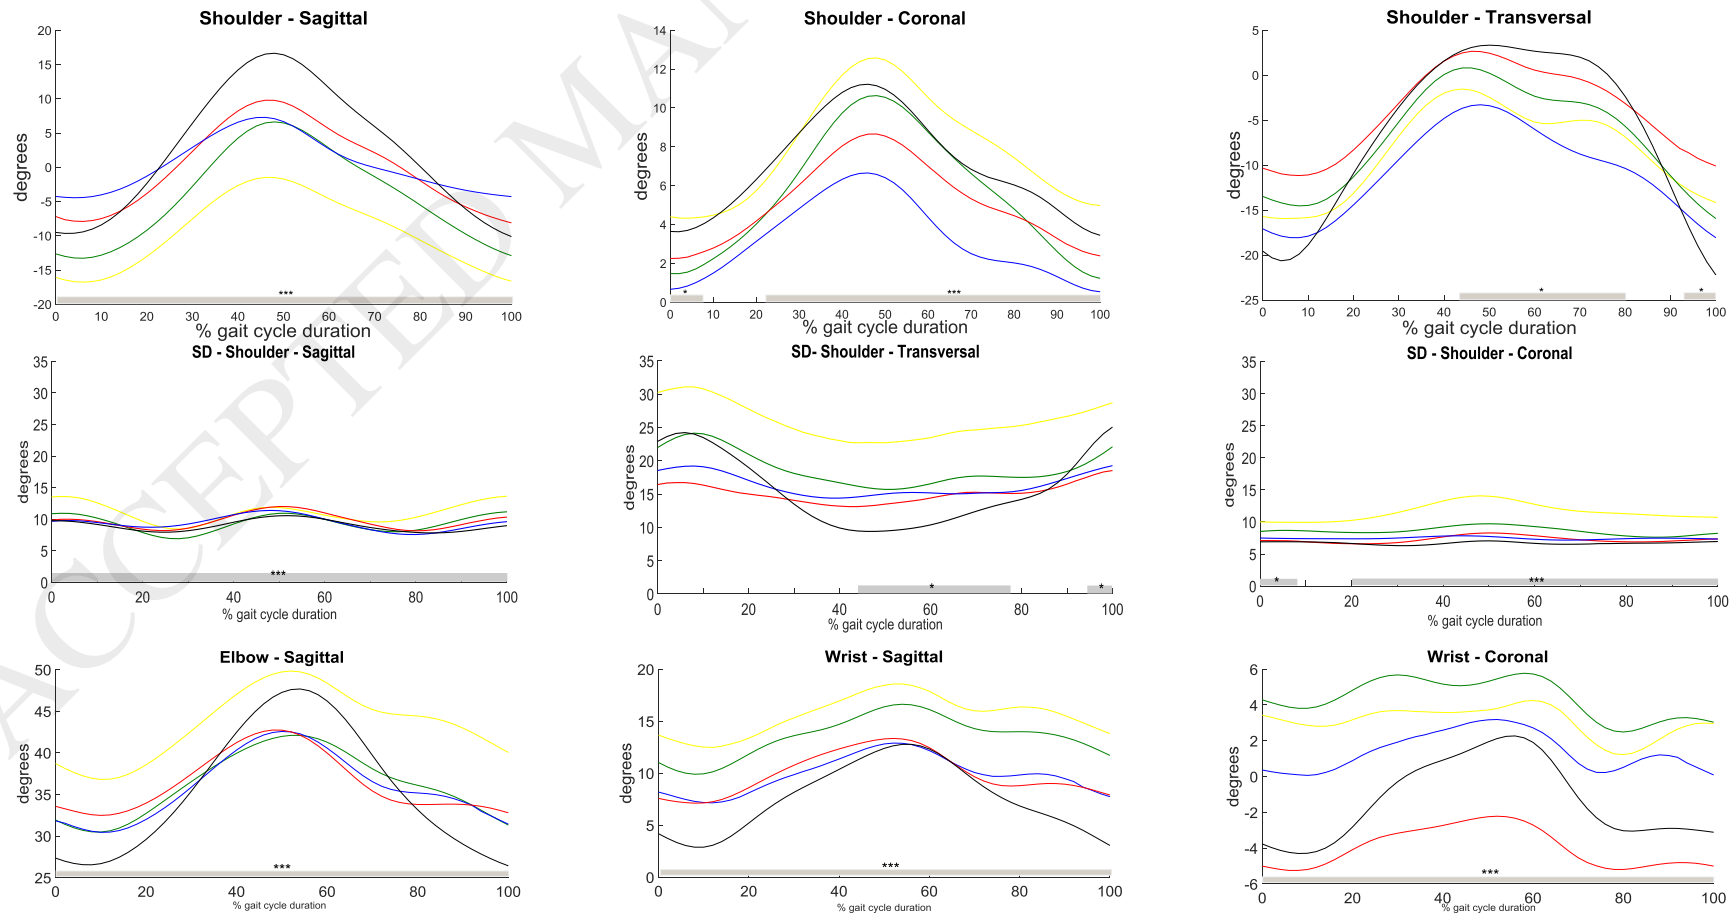 Shoulder - Sagittal
20
15
10
5
0
-5
-10
-15
-20
degrees
***
0 10 20 30 40 50 60 70 80 90 100
% gait cycle duration
Shoulder - Coronal
14
12
10
8
6
4
2
0
degrees
* ***
0 10 20 30 40 50 60 70 80 90 100
% gait cycle duration
Shoulder - Transversal
5
0
-5
-10
-15
-20
-25
degrees
* *
0 10 20 30 40 50 60 70 80 90 100
% gait cycle duration
SD - Shoulder - Sagittal
35
30
25
20
15
10
5
0
degrees
***
0 20 40 60 80 100
% gait cycle duration
SD- Shoulder - Transversal
35
30
25
20
15
10
5
0
degrees
* *
0 20 40 60 80 100
% gait cycle duration
SD - Shoulder - Coronal
35
30
25
20
15
10
5
0
degrees
* ***
0 20 40 60 80 100
% gait cycle duration
Elbow - Sagittal
50
45
40
35
30
25
degrees
***
0 20 40 60 80 100
% gait cycle duration
Wrist - Sagittal
20
15
10
5
0
degrees
***
0 20 40 60 80 100
% gait cycle duration
Wrist - Coronal
6
4
2
0
-2
-4
-6
degrees
***
0 20 40 60 80 100
% gait cycle duration
ACCEPTED MA